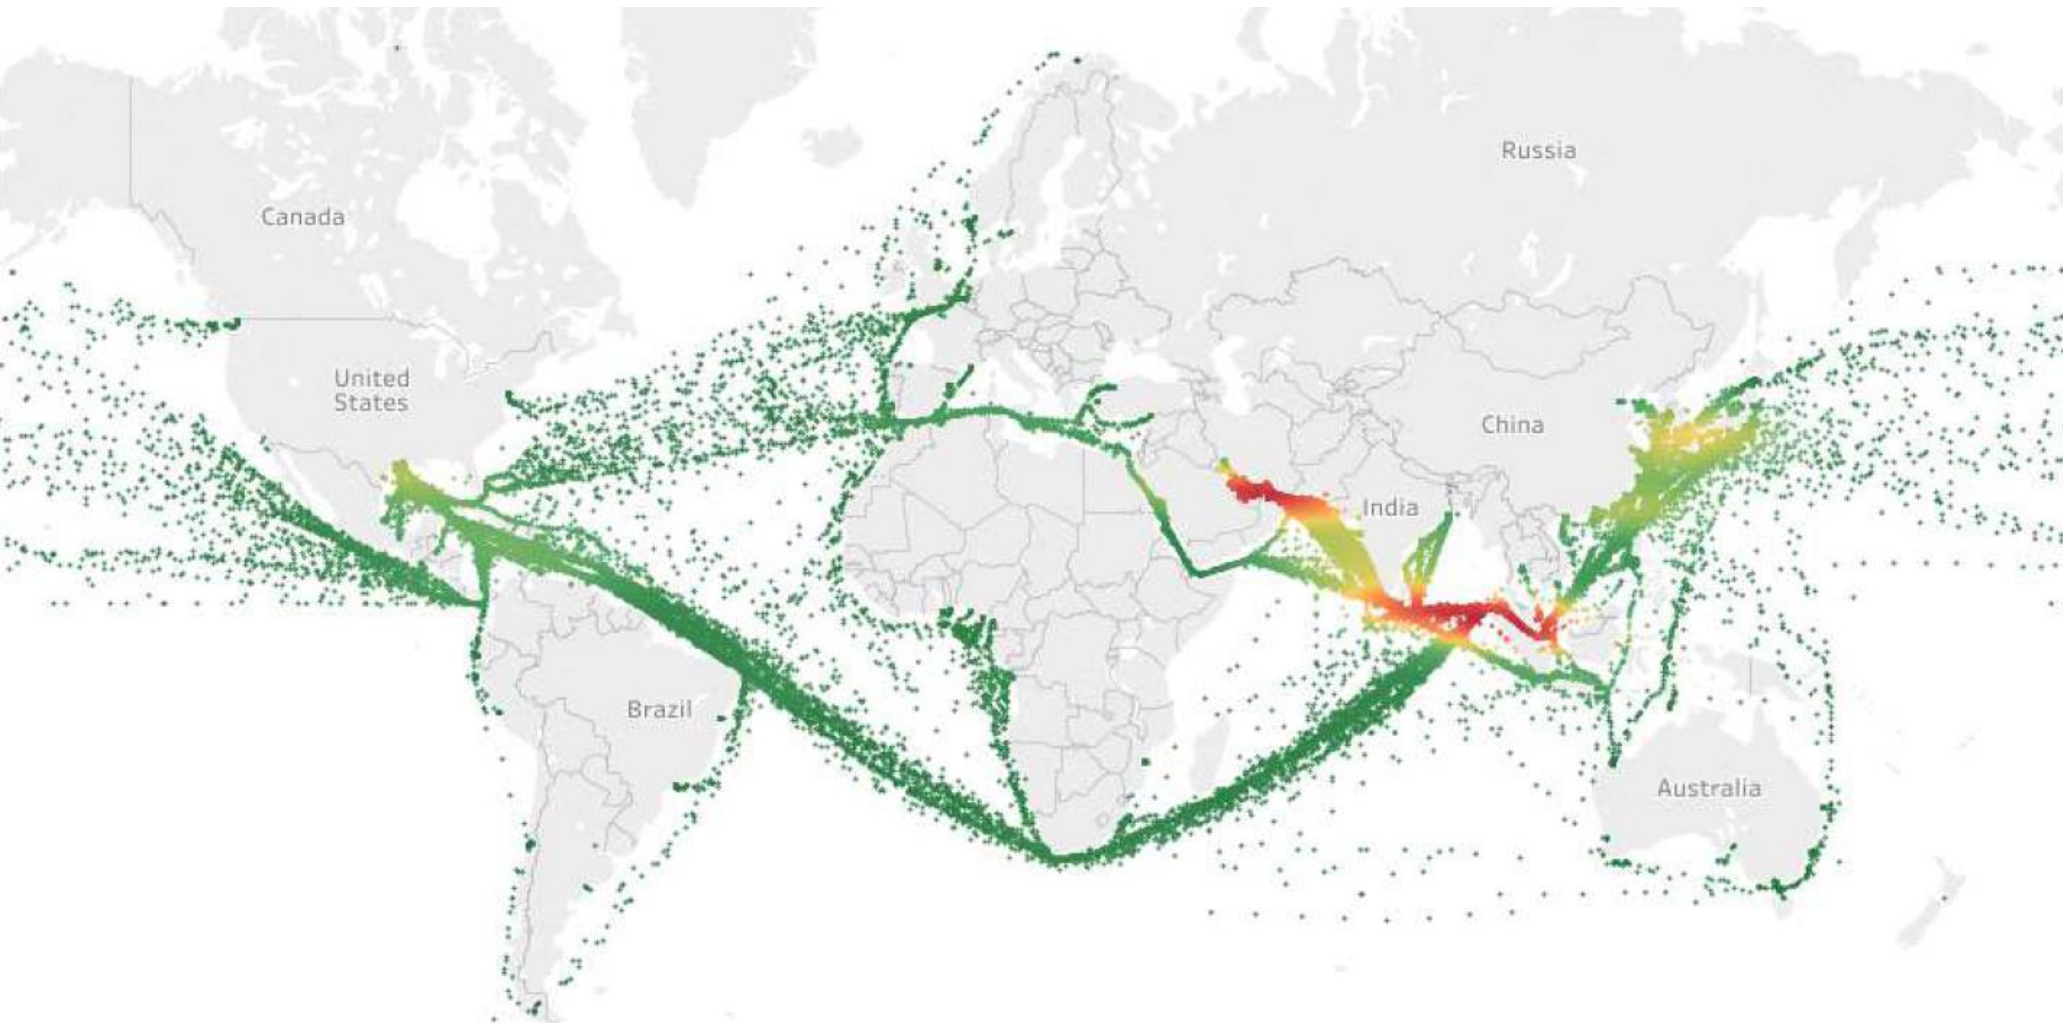 Russia
Canada
United
States
China
India
Brazil
Australia